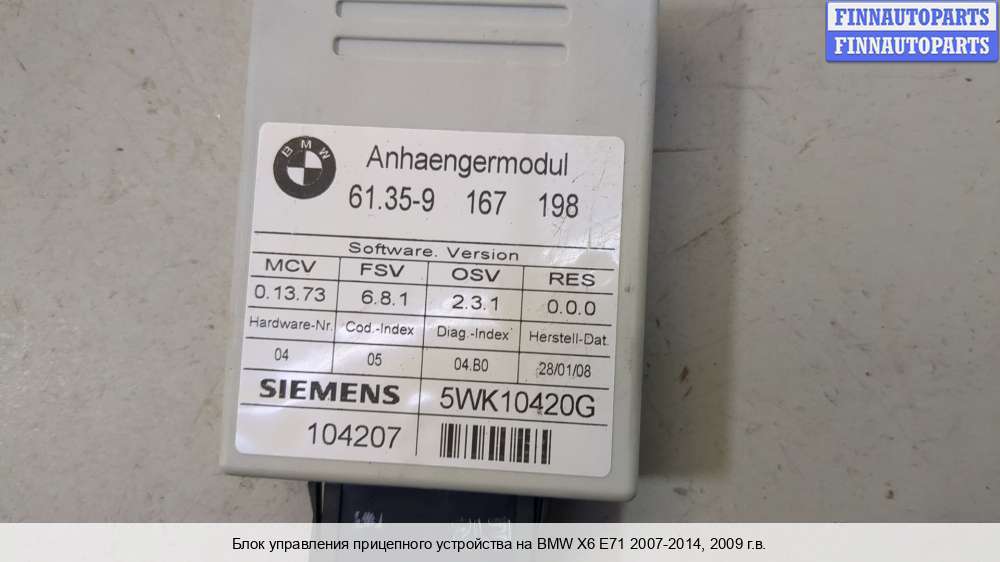 FINNAUTOPARTS
FINNAUTOPARTS
BMW
Anhaengermodul
61.35-9 167 198
Software. Version
MCV FSV OSV RES
0.13.73 6.8.1 2.3.1 0.0.0
Hardware-Nr. Cod.-Index Diag.-Index Herstell-Dat.
04 05 04.B0 28/01/08
SIEMENS 5WK10420G
104207
Блок управления прицепного устройства на BMW X6 E71 2007-2014, 2009 г.в.